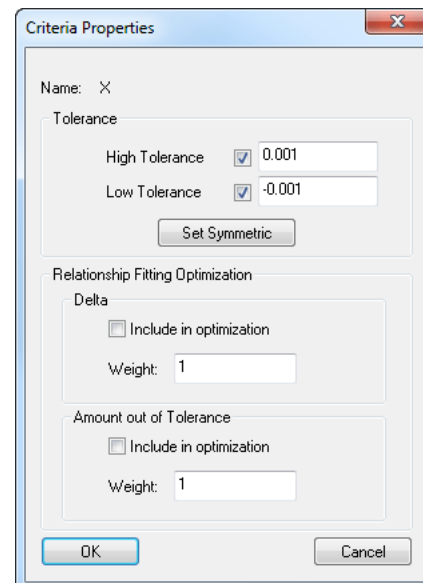 Criteria Properties
Name: X
Tolerance
High Tolerance 0.001
Low Tolerance -0.001
Set Symmetric
Relationship Fitting Optimization
Delta
Include in optimization
Weight: 1
Amount out of Tolerance
Include in optimization
Weight: 1
OK Cancel